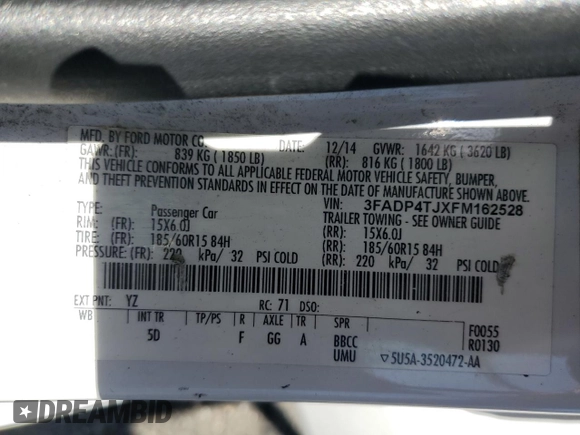 MFD. BY FORD MOTOR CO.
DATE: 12/14 GVWR: 1642 KG ( 3620 LB)
GAWR: (FR): 839 KG ( 1850 LB) (RR): 816 KG ( 1800 LB)
THIS VEHICLE CONFORMS TO ALL APPLICABLE FEDERAL MOTOR VEHICLE SAFETY, BUMPER,
AND THEFT PREVENTION STANDARDS IN EFFECT ON THE DATE OF MANUFACTURE SHOWN ABOVE.
VIN: 3FADP4TJXFM162528
TYPE: Passenger Car TRAILER TOWING - SEE OWNER GUIDE
RIM: (FR): 15X6.0J (RR): 15X6.0J
TIRE: (FR): 185/60R15 84H (RR): 185/60R15 84H
PRESSURE: (FR): 220 kPa/ 32 PSI COLD (RR): 220 kPa/ 32 PSI COLD
EXT PNT: YZ RC: 71 DSO:
WB INT TR TP/PS R AXLE TR SPR
5D F GG A BBCC
UMU
F0055
R0130
5U5A-3520472-AA
DREAMBID